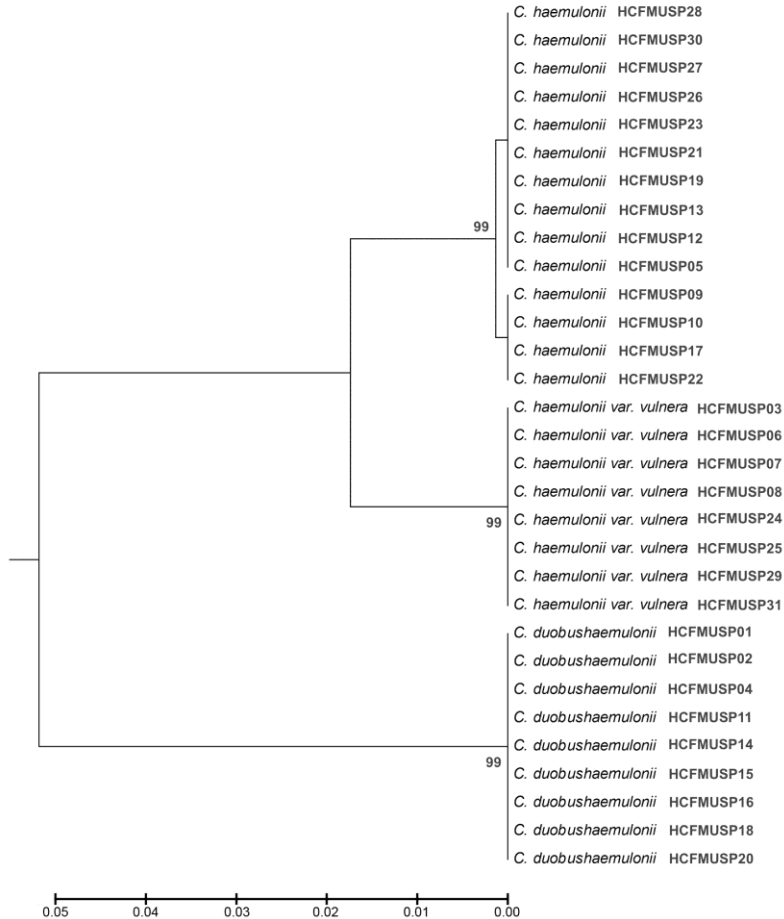 C. haemulonii HCFMUSP28
C. haemulonii HCFMUSP30
C. haemulonii HCFMUSP27
C. haemulonii HCFMUSP26
C. haemulonii HCFMUSP23
C. haemulonii HCFMUSP21
C. haemulonii HCFMUSP19
C. haemulonii HCFMUSP13
99
C. haemulonii HCFMUSP12
C. haemulonii HCFMUSP05
C. haemulonii HCFMUSP09
C. haemulonii HCFMUSP10
C. haemulonii HCFMUSP17
C. haemulonii HCFMUSP22
C. haemulonii var. vulnera HCFMUSP03
C. haemulonii var. vulnera HCFMUSP06
C. haemulonii var. vulnera HCFMUSP07
C. haemulonii var. vulnera HCFMUSP08
99
C. haemulonii var. vulnera HCFMUSP24
C. haemulonii var. vulnera HCFMUSP25
C. haemulonii var. vulnera HCFMUSP29
C. haemulonii var. vulnera HCFMUSP31
C. duobushaemulonii HCFMUSP01
C. duobushaemulonii HCFMUSP02
C. duobushaemulonii HCFMUSP04
C. duobushaemulonii HCFMUSP11
C. duobushaemulonii HCFMUSP14
99
C. duobushaemulonii HCFMUSP15
C. duobushaemulonii HCFMUSP16
C. duobushaemulonii HCFMUSP18
C. duobushaemulonii HCFMUSP20
0.05 0.04 0.03 0.02 0.01 0.00